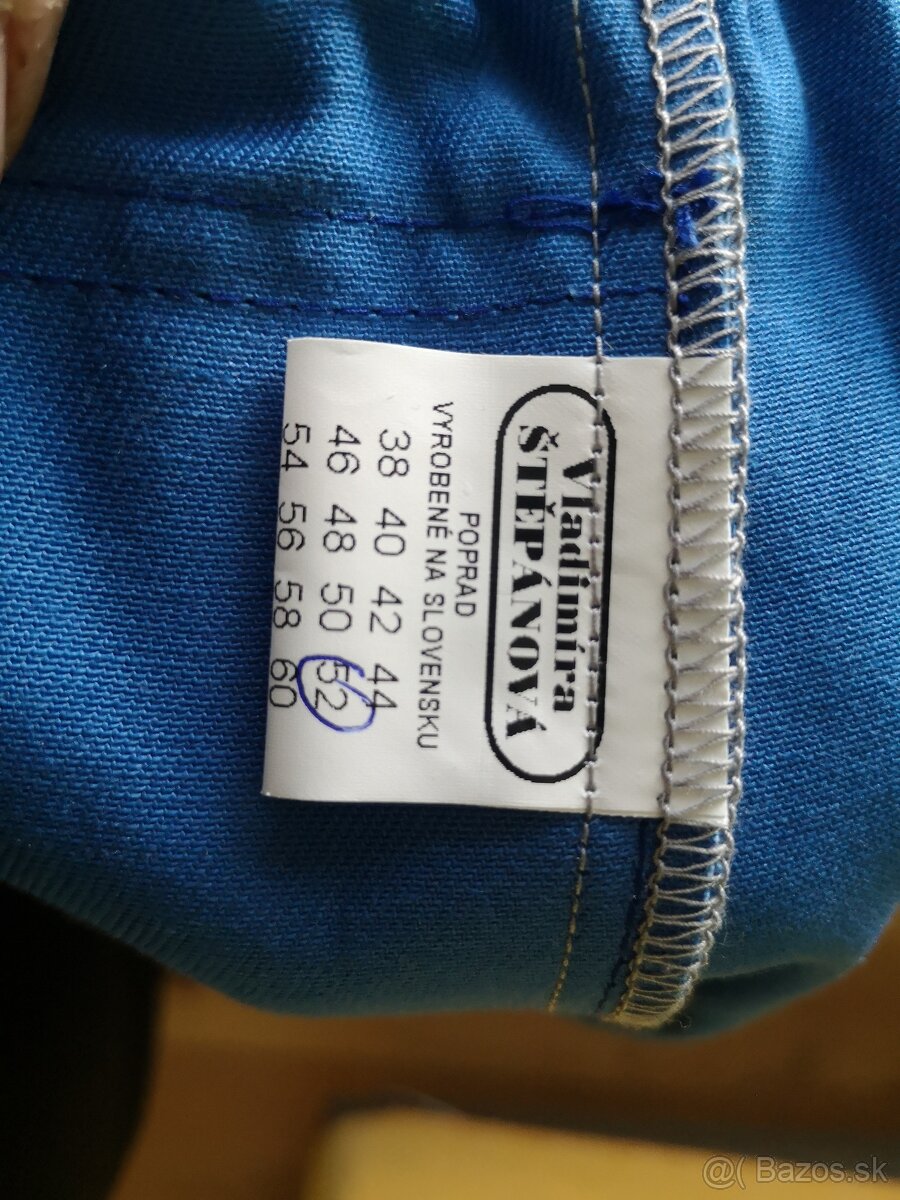 Vladimíra
ŠTĚPÁNOVÁ
POPRAD
VYROBENÉ NA SLOVENSKU
38 40 42 44
46 48 50 52
54 56 58 60
@( Bazos.sk